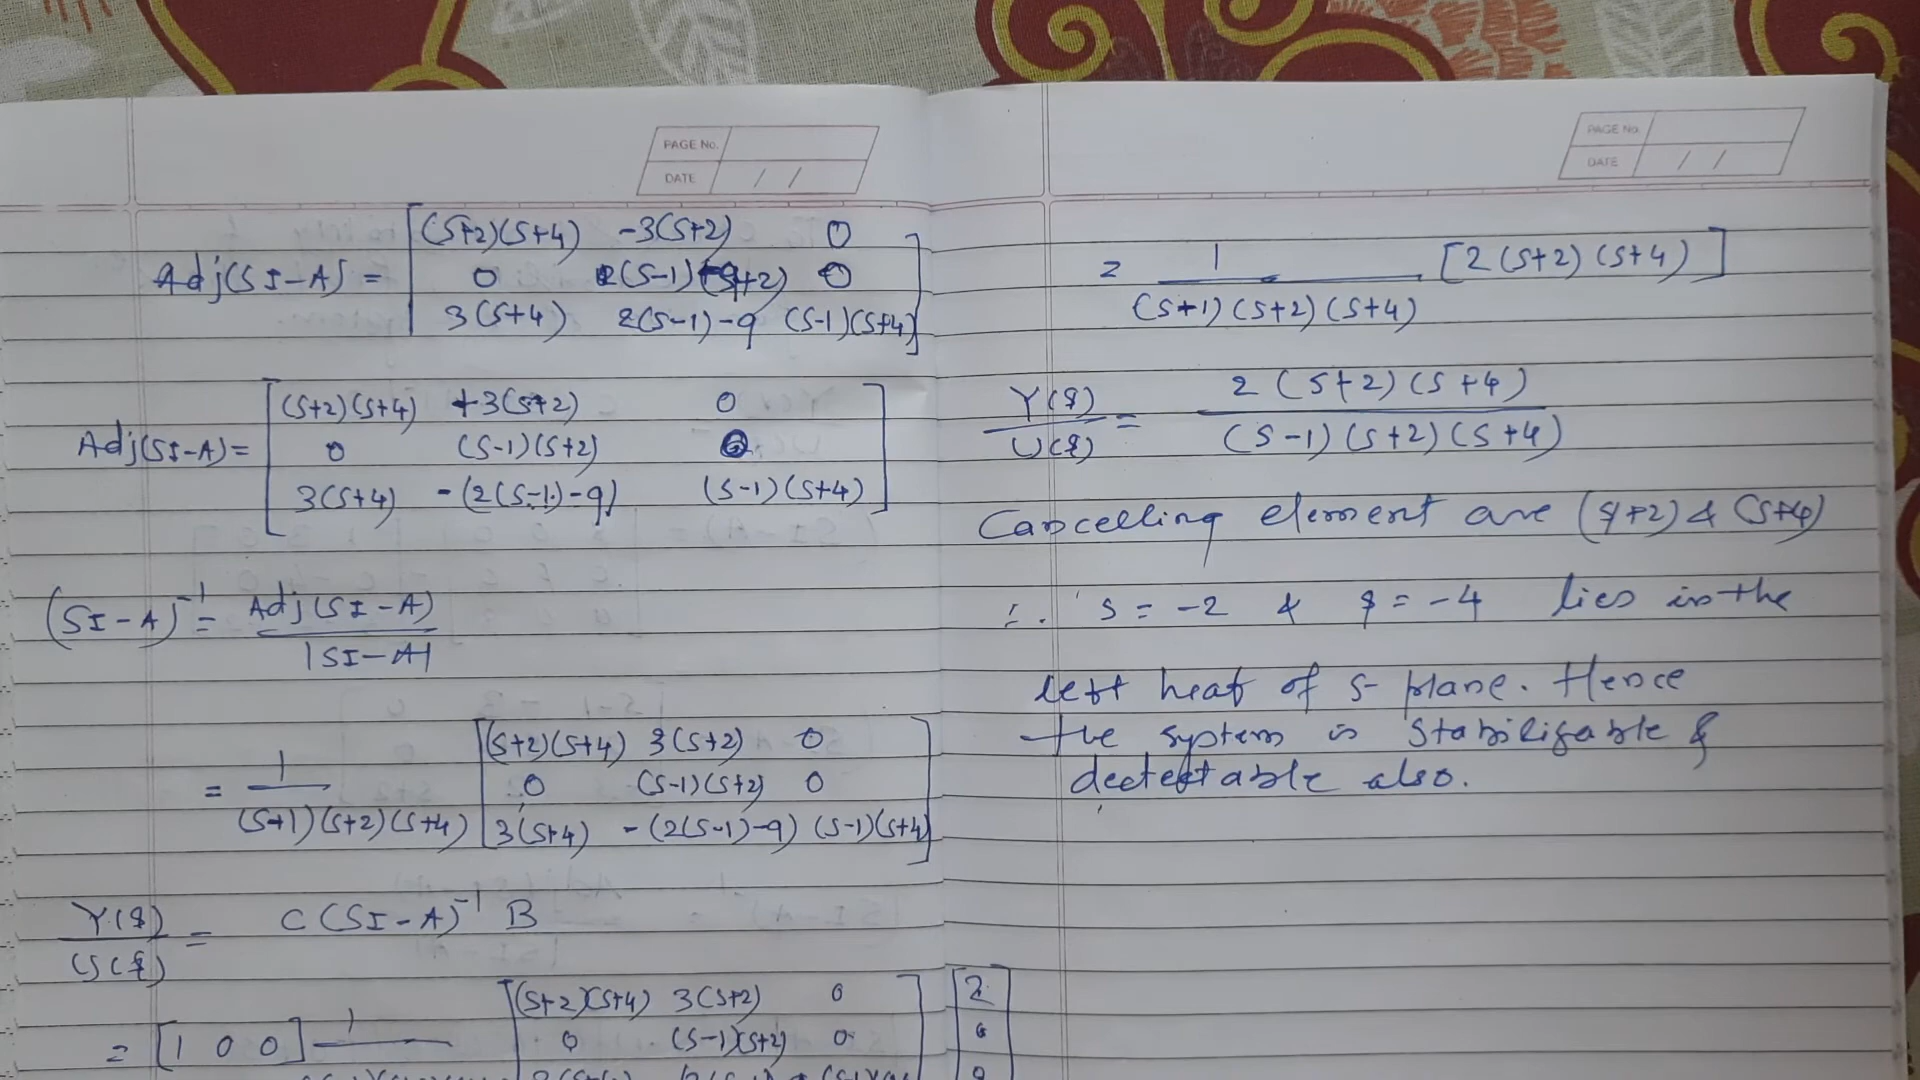 PAGE No.
DATE / /
Adj(SI-A) = [(S+2)(S+4) -3(S+2) 0
0 (S-1)(S+2) 0
3(S+4) 2(S-1)-9 (S-1)(S+4)]
Adj(SI-A) = [(S+2)(S+4) +3(S+2) 0
0 (S-1)(S+2) 0
3(S+4) -(2(S-1)-9) (S-1)(S+4)]
(SI-A)⁻¹ = Adj(SI-A)
|SI-A|
= 1 [(S+2)(S+4) 3(S+2) 0
0 (S-1)(S+2) 0
(S+1)(S+2)(S+4) 3(S+4) -(2(S-1)-9) (S-1)(S+4)]
Y(S) = C(SI-A)⁻¹ B
U(S)
[(S+2)(S+4) 3(S+2) 0] [2
= [1 0 0] 1 0 (S-1)(S+2) 0 0
PAGE No.
DATE / /
= 1 [2(S+2)(S+4)]
(S+1)(S+2)(S+4)
Y(S) = 2(S+2)(S+4)
U(S) (S-1)(S+2)(S+4)
Cancelling element are (S+2) & (S+4)
∴ S = -2 & S = -4 lies in the
left heaf of S-plane. Hence
the system is Stabilizable &
dectectable also.